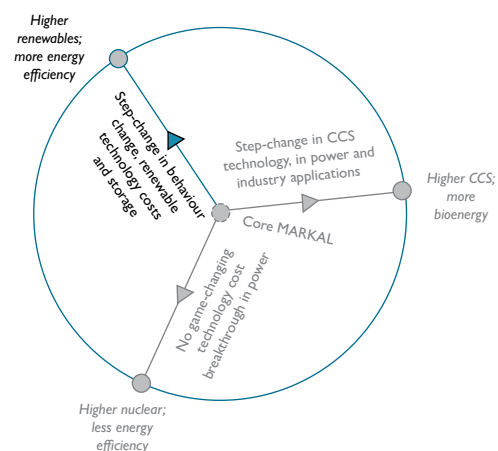 Higher
renewables;
more energy
efficiency
Step-change in behaviour
change, renewable
technology costs
and storage
Step-change in CCS
technology, in power and
industry applications
Higher CCS;
more
bioenergy
Core MARKAL
No game-changing
technology cost
breakthrough in power
Higher nuclear;
less energy
efficiency